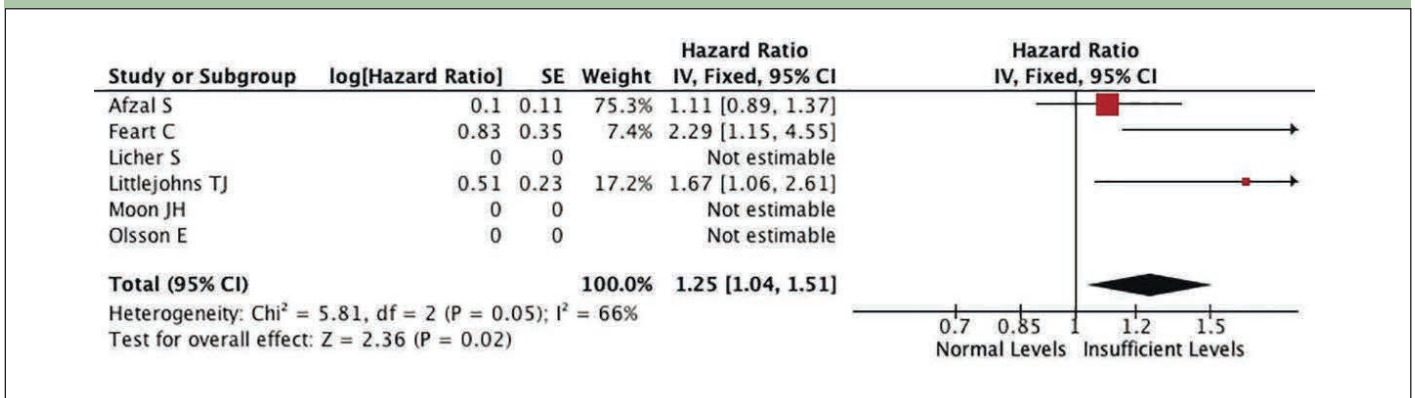 Hazard Ratio Hazard Ratio
Study or Subgroup log[Hazard Ratio] SE Weight IV, Fixed, 95% CI IV, Fixed, 95% CI
Afzal S 0.1 0.11 75.3% 1.11 [0.89, 1.37]
Feart C 0.83 0.35 7.4% 2.29 [1.15, 4.55]
Licher S 0 0 Not estimable
Littlejohns TJ 0.51 0.23 17.2% 1.67 [1.06, 2.61]
Moon JH 0 0 Not estimable
Olsson E 0 0 Not estimable
Total (95% CI) 100.0% 1.25 [1.04, 1.51]
Heterogeneity: Chi² = 5.81, df = 2 (P = 0.05); I² = 66%
Test for overall effect: Z = 2.36 (P = 0.02)
0.7 0.85 1 1.2 1.5
Normal Levels Insufficient Levels